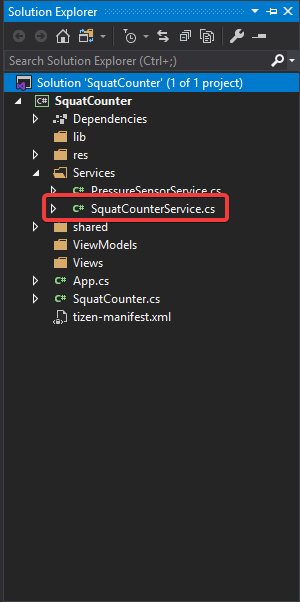 Solution Explorer
Search Solution Explorer (Ctrl+;)
Solution 'SquatCounter' (1 of 1 project)
C# SquatCounter
Dependencies
lib
res
Services
C# PressureSensorService.cs
C# SquatCounterService.cs
shared
ViewModels
Views
C# App.cs
C# SquatCounter.cs
tizen-manifest.xml